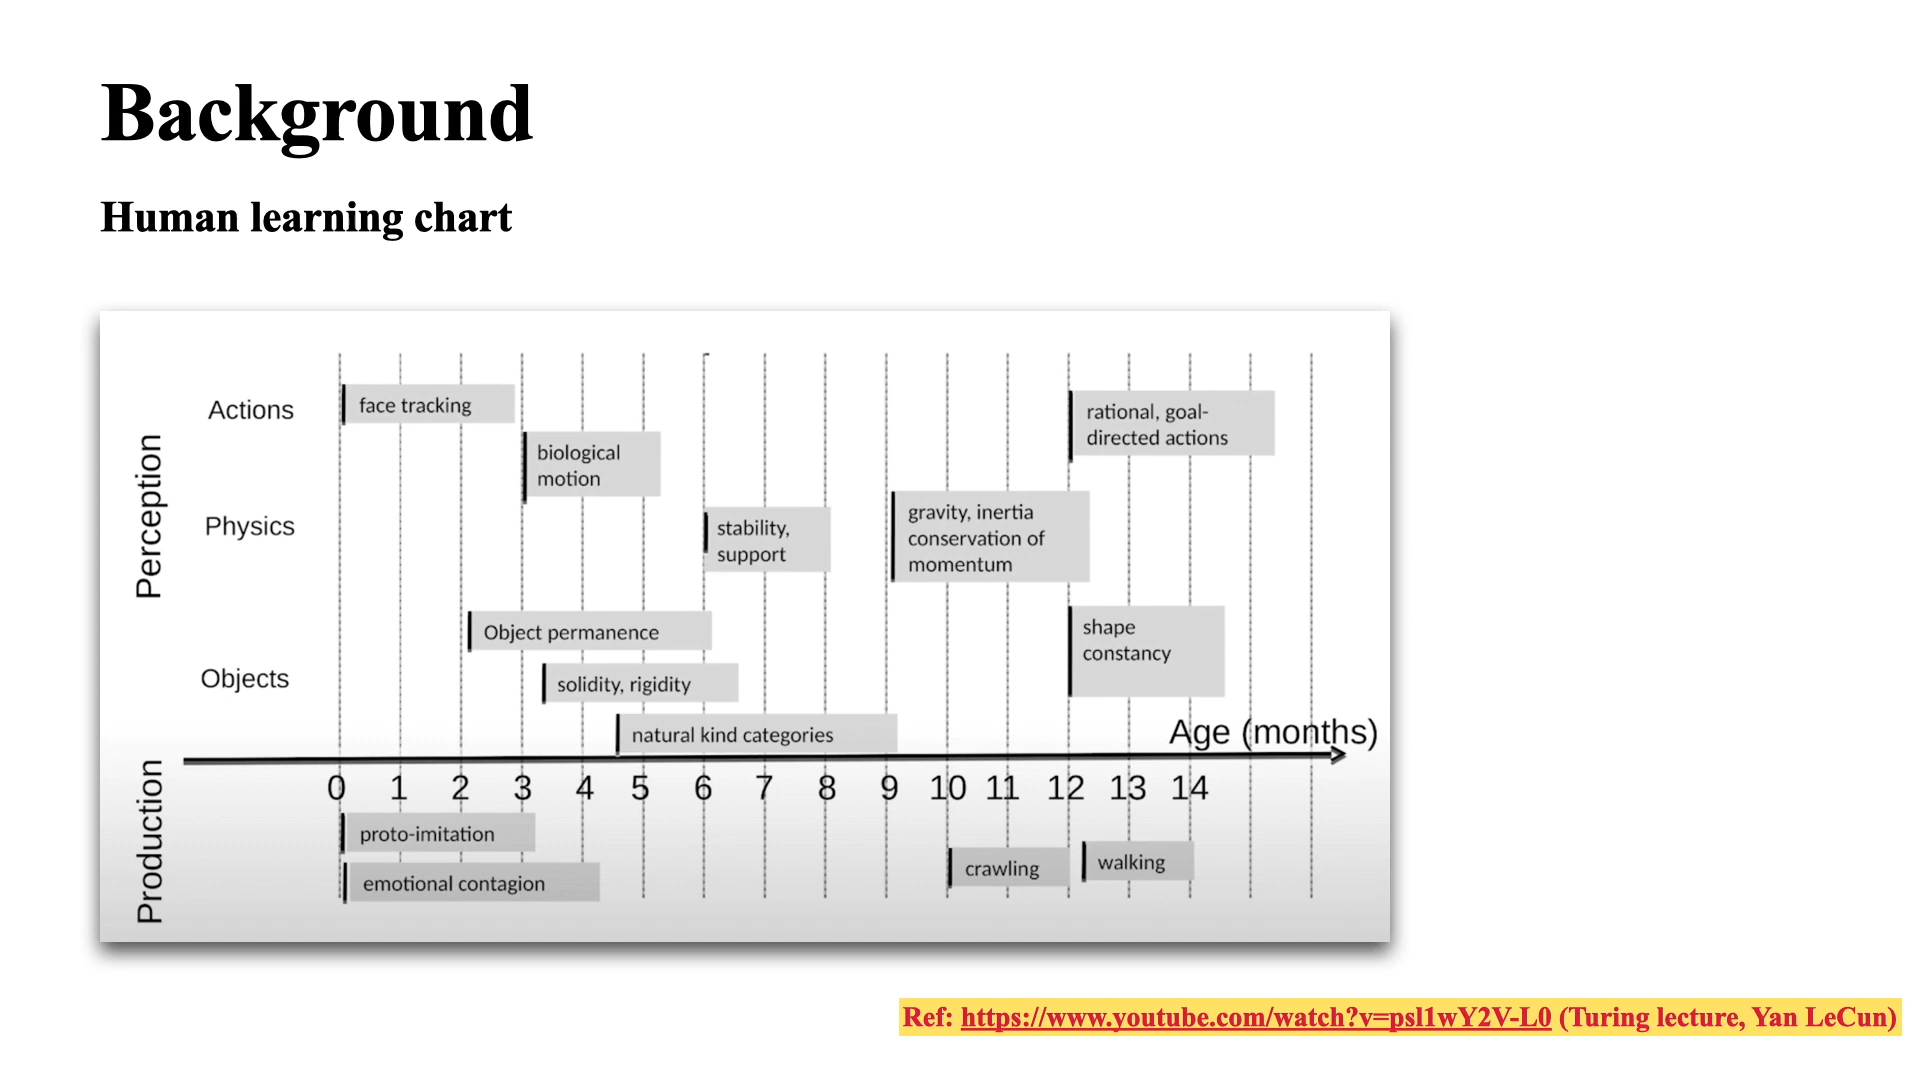 Background
Human learning chart
Perception
Actions
face tracking
biological
motion
rational, goal-
directed actions
Physics
stability,
support
gravity, inertia
conservation of
momentum
Objects
Object permanence
solidity, rigidity
natural kind categories
shape
constancy
Age (months)
0 1 2 3 4 5 6 7 8 9 10 11 12 13 14
Production
proto-imitation
emotional contagion
crawling
walking
Ref: https://www.youtube.com/watch?v=psl1wY2V-L0 (Turing lecture, Yan LeCun)